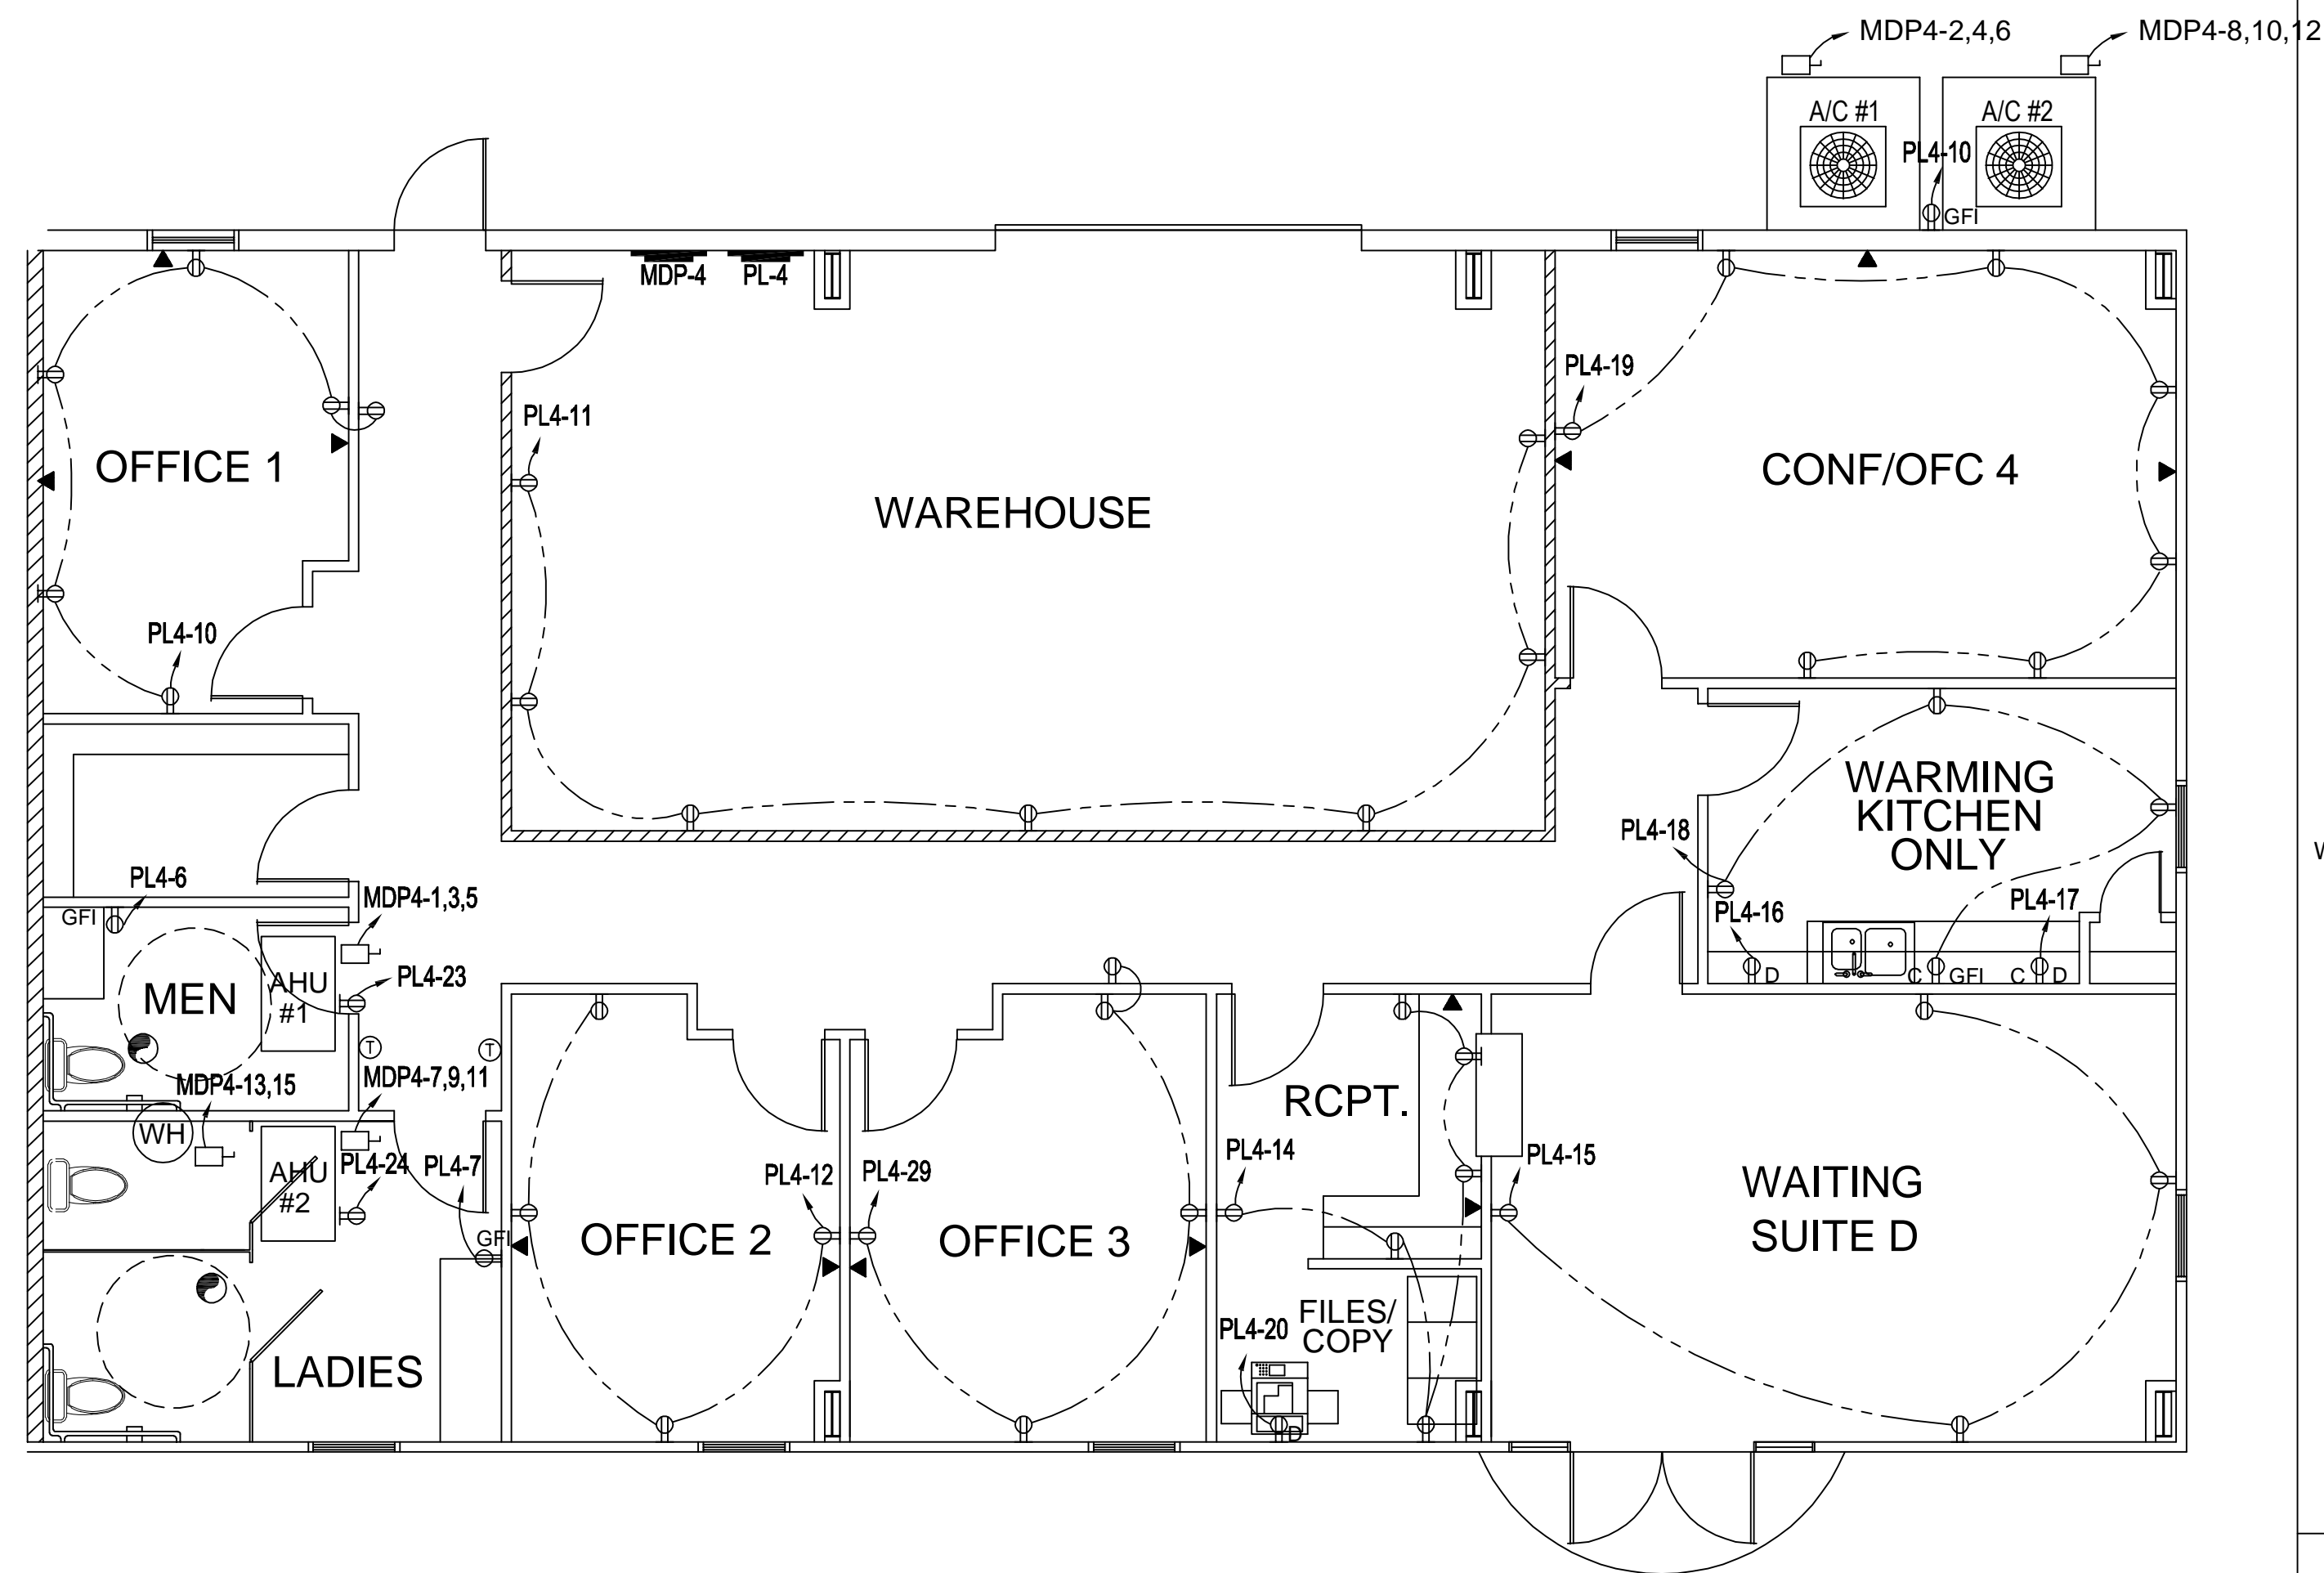 MDP4-2,4,6
MDP4-8,10,12
A/C #1
A/C #2
PL4-10
GFI
MDP-4
PL-4
PL4-19
PL4-11
OFFICE 1
WAREHOUSE
CONF/OFC 4
PL4-10
WARMING
KITCHEN
ONLY
PL4-18
W
PL4-6
MDP4-1,3,5
PL4-17
GFI
PL4-16
AHU
#1
MEN
PL4-23
D
C
GFI
C
D
T
T
MDP4-13,15
MDP4-7,9,11
RCPT.
WH
PL4-14
PL4-15
AHU
#2
PL4-24
PL4-7
PL4-12
PL4-29
WAITING
SUITE D
GFI
OFFICE 2
OFFICE 3
FILES/
COPY
PL4-20
LADIES
D